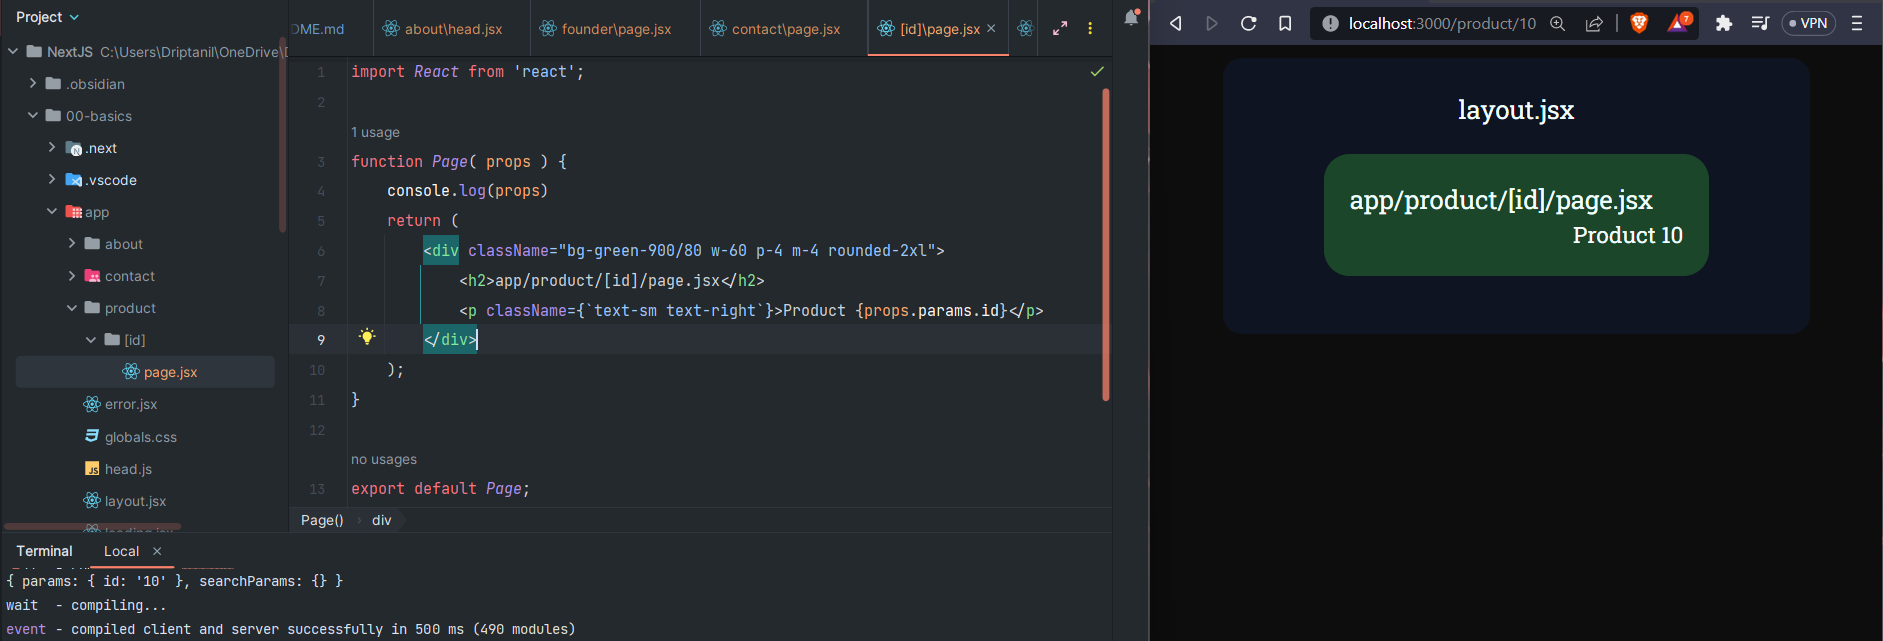 Project
NextJS C:\Users\Driptanil\OneDrive\D
.obsidian
00-basics
.next
.vscode
app
about
contact
product
[id]
page.jsx
error.jsx
globals.css
head.js
layout.jsx
loading.jsx
DME.md
about\head.jsx
founder\page.jsx
contact\page.jsx
[id]\page.jsx
1 import React from 'react';
2
1 usage
3 function Page( props ) {
4 console.log(props)
5 return (
6 <div className="bg-green-900/80 w-60 p-4 m-4 rounded-2xl">
7 <h2>app/product/[id]/page.jsx</h2>
8 <p className={`text-sm text-right`}>Product {props.params.id}</p>
9 </div>
10 );
11 }
12
no usages
13 export default Page;
Page() › div
Terminal Local
{ params: { id: '10' }, searchParams: {} }
wait - compiling...
event - compiled client and server successfully in 500 ms (490 modules)
localhost:3000/product/10
7
VPN
layout.jsx
app/product/[id]/page.jsx
Product 10